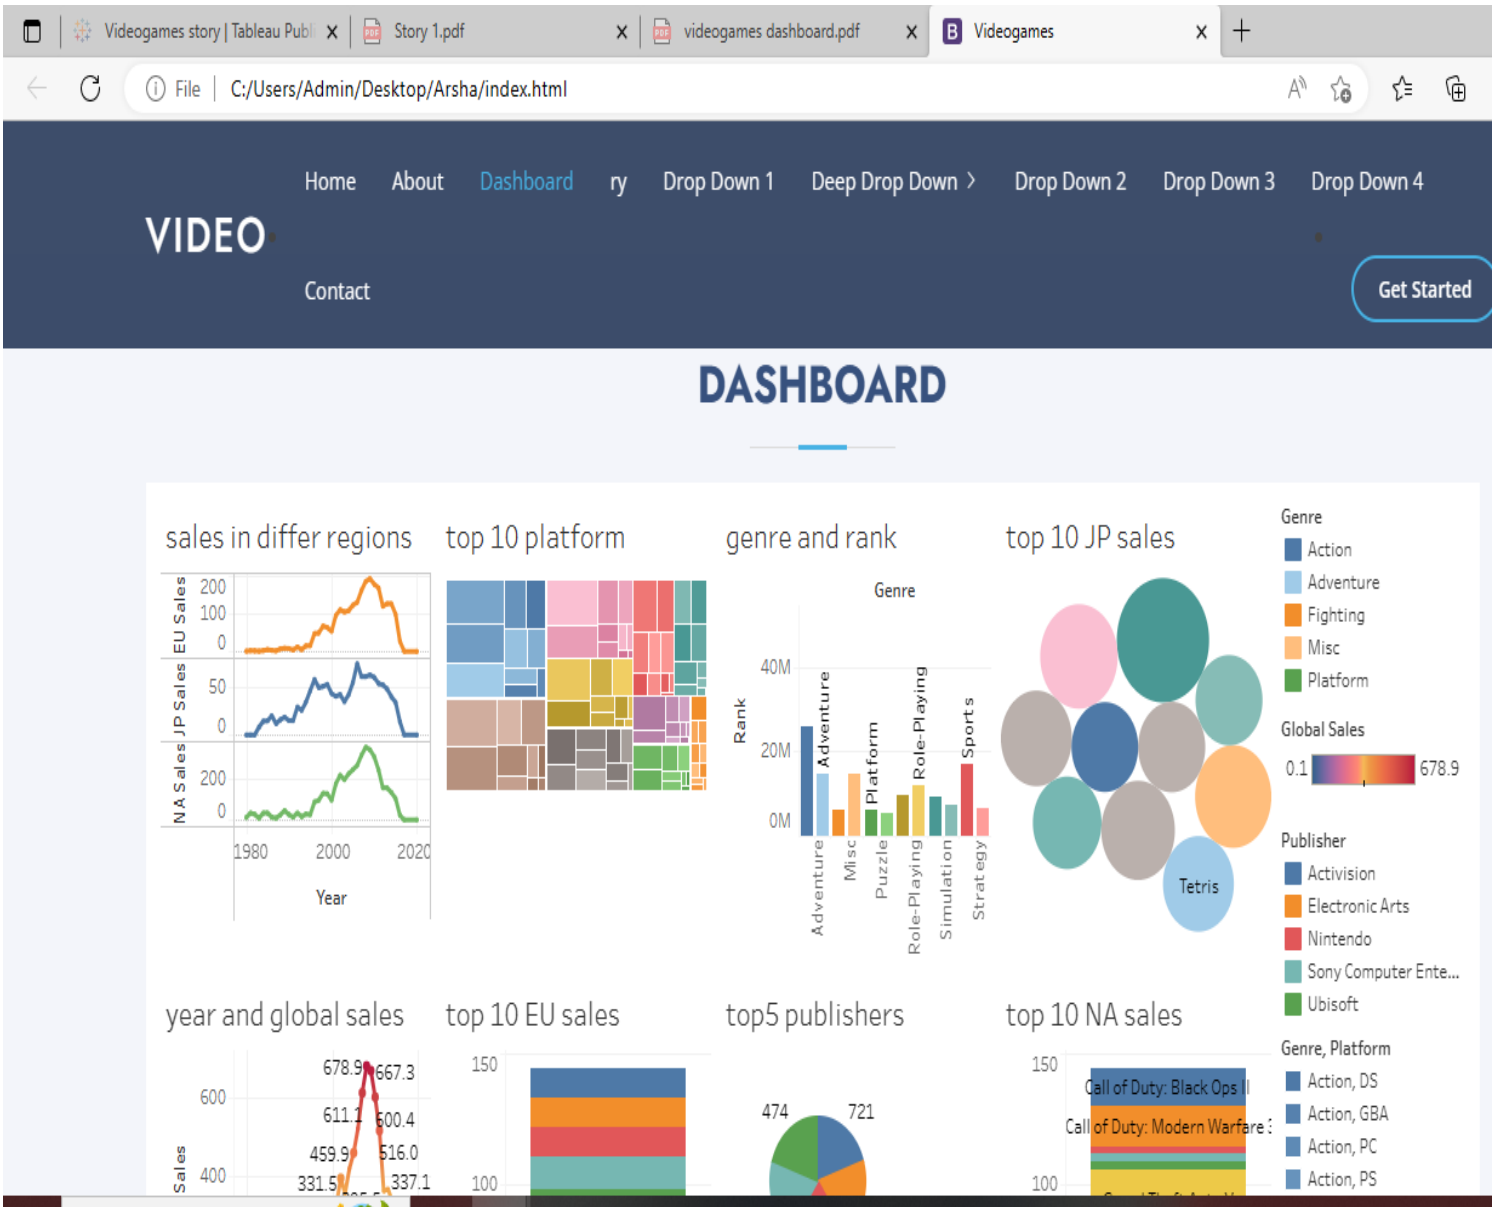 Videogames story | Tableau Publi
Story 1.pdf
videogames dashboard.pdf
B Videogames
File C:/Users/Admin/Desktop/Arsha/index.html
Home About Dashboard ry Drop Down 1 Deep Drop Down > Drop Down 2 Drop Down 3 Drop Down 4
VIDEO
Contact
Get Started
DASHBOARD
sales in differ regions
EU Sales
200
100
0
JP Sales
50
0
NA Sales
200
0
1980 2000 2020
Year
top 10 platform
genre and rank
Genre
Rank
40M
20M
0M
Adventure
Platform
Role-Playing
Sports
Adventure
Misc
Puzzle
Role-Playing
Simulation
Strategy
top 10 JP sales
Tetris
Genre
Action
Adventure
Fighting
Misc
Platform
Global Sales
0.1 678.9
Publisher
Activision
Electronic Arts
Nintendo
Sony Computer Ente...
Ubisoft
Genre, Platform
Action, DS
Action, GBA
Action, PC
Action, PS
year and global sales
Sales
600
400
678.9 667.3
611.1 600.4
459.9 516.0
331.5 337.1
top 10 EU sales
150
100
top5 publishers
474 721
top 10 NA sales
150
100
Call of Duty: Black Ops II
Call of Duty: Modern Warfare 3